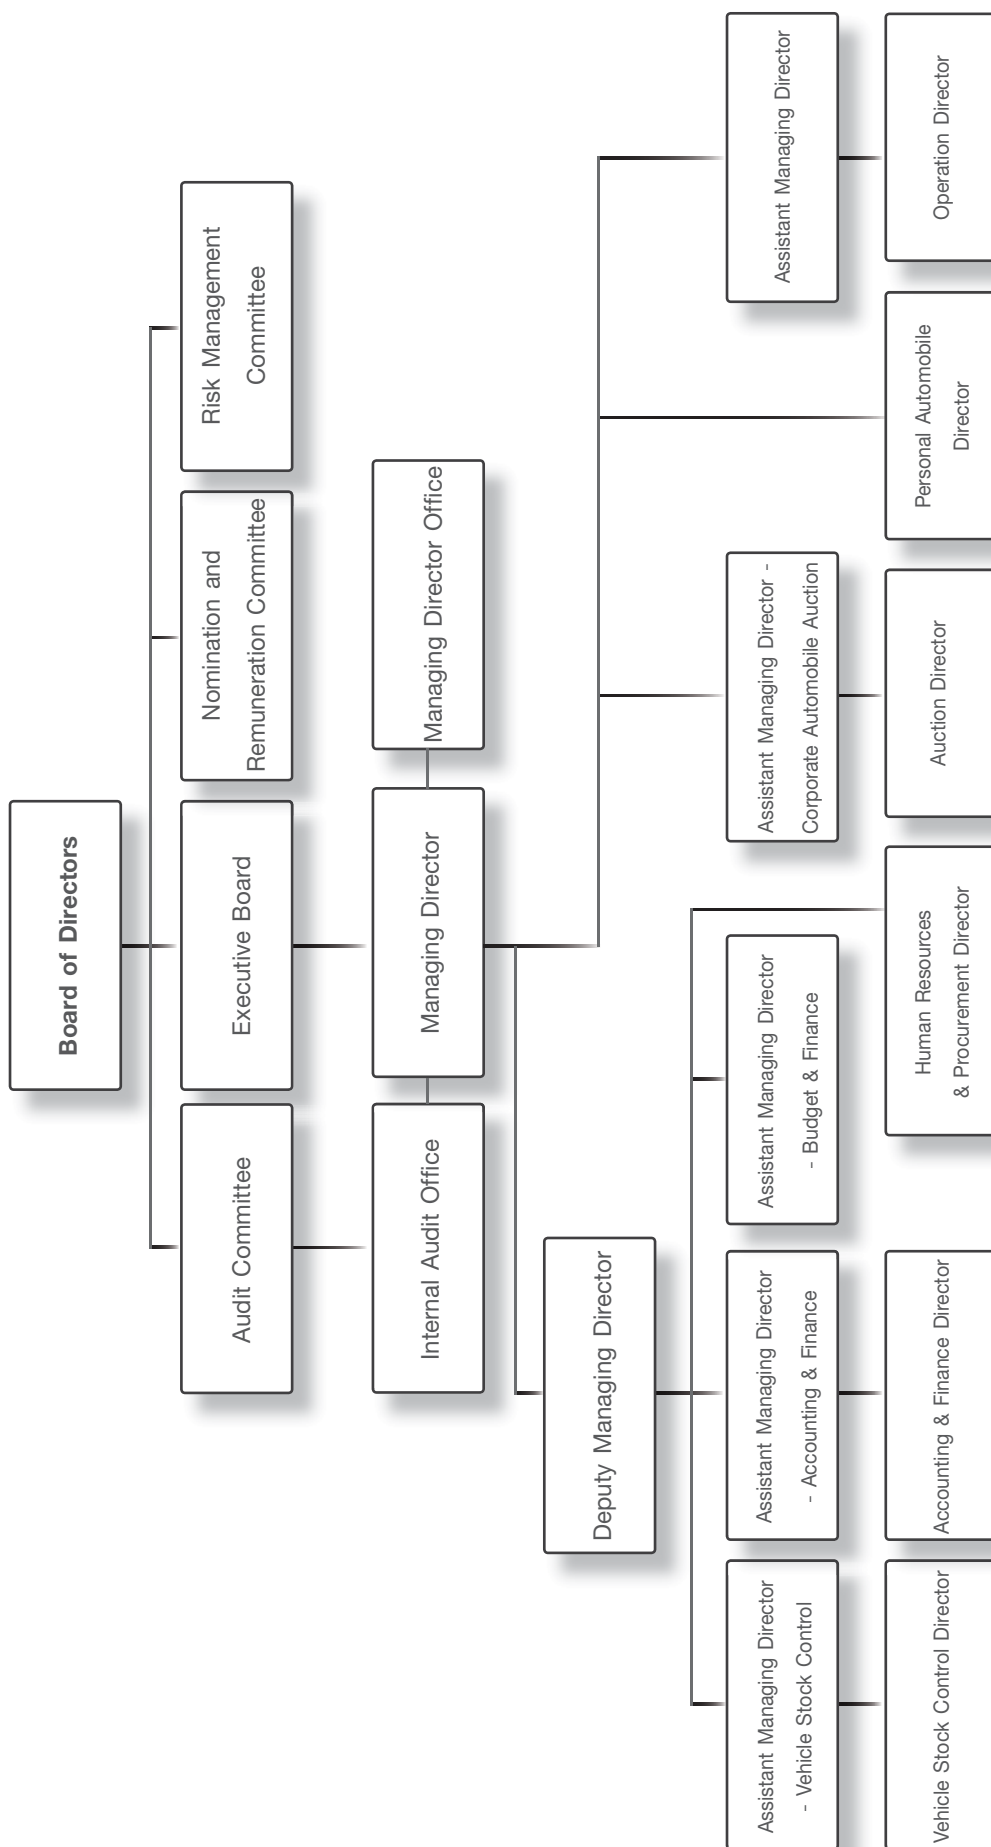 Board of Directors
Audit Committee
Executive Board
Nomination and
Remuneration Committee
Risk Management
Committee
Internal Audit Office
Managing Director
Managing Director Office
Deputy Managing Director
Assistant Managing Director
- Vehicle Stock Control
Assistant Managing Director
- Accounting & Finance
Assistant Managing Director
- Budget & Finance
Assistant Managing Director -
Corporate Automobile Auction
Assistant Managing Director
Vehicle Stock Control Director
Accounting & Finance Director
Human Resources
& Procurement Director
Auction Director
Personal Automobile
Director
Operation Director